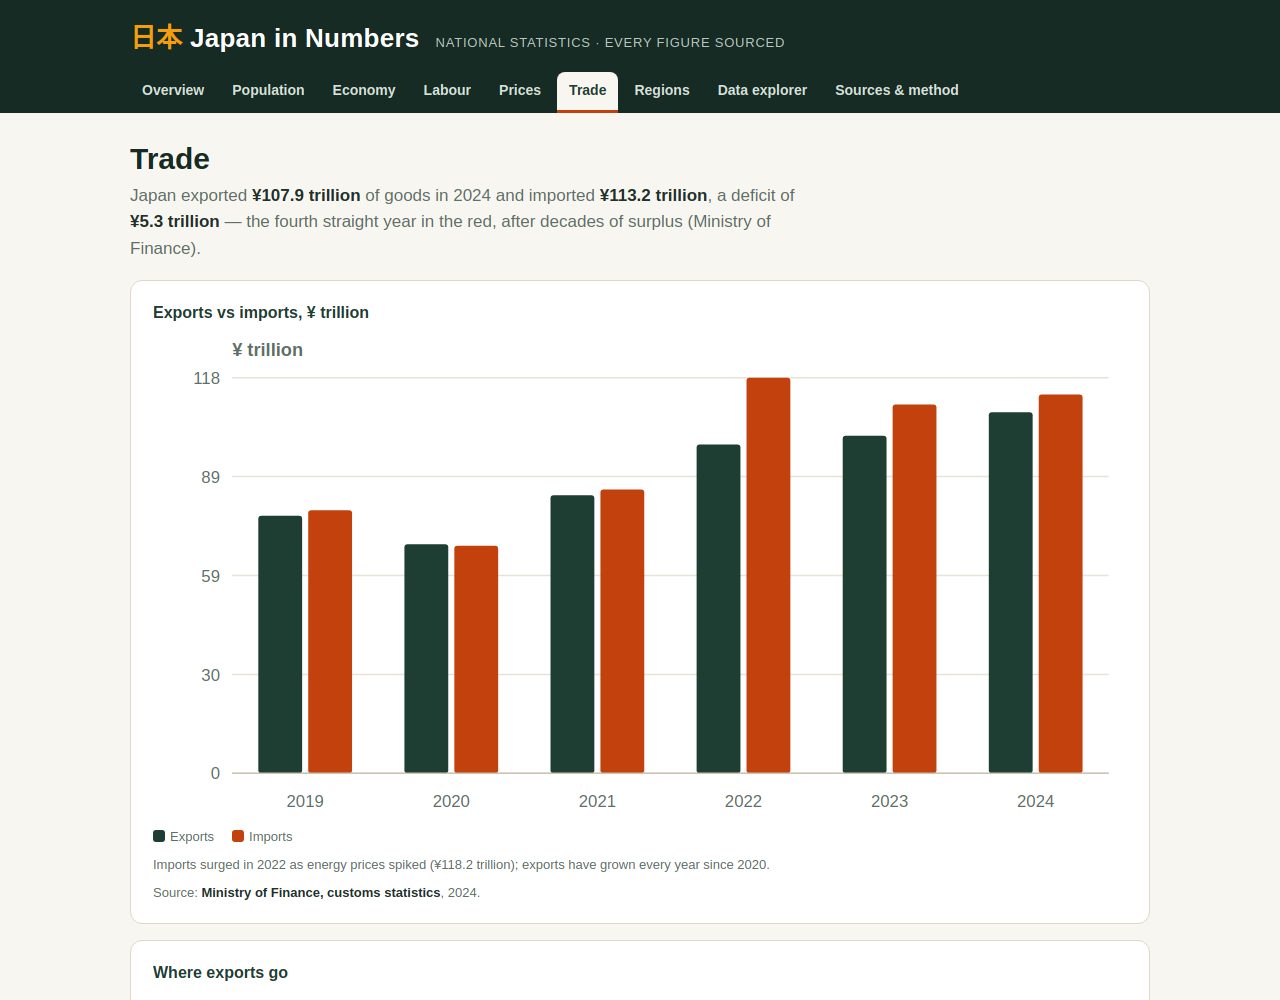 日本 Japan in Numbers NATIONAL STATISTICS · EVERY FIGURE SOURCED
Overview Population Economy Labour Prices Trade Regions Data explorer Sources & method
Trade
Japan exported ¥107.9 trillion of goods in 2024 and imported ¥113.2 trillion, a deficit of
¥5.3 trillion — the fourth straight year in the red, after decades of surplus (Ministry of
Finance).
Exports vs imports, ¥ trillion
¥ trillion
118
89
59
30
0
2019 2020 2021 2022 2023 2024
Exports Imports
Imports surged in 2022 as energy prices spiked (¥118.2 trillion); exports have grown every year since 2020.
Source: Ministry of Finance, customs statistics, 2024.
Where exports go